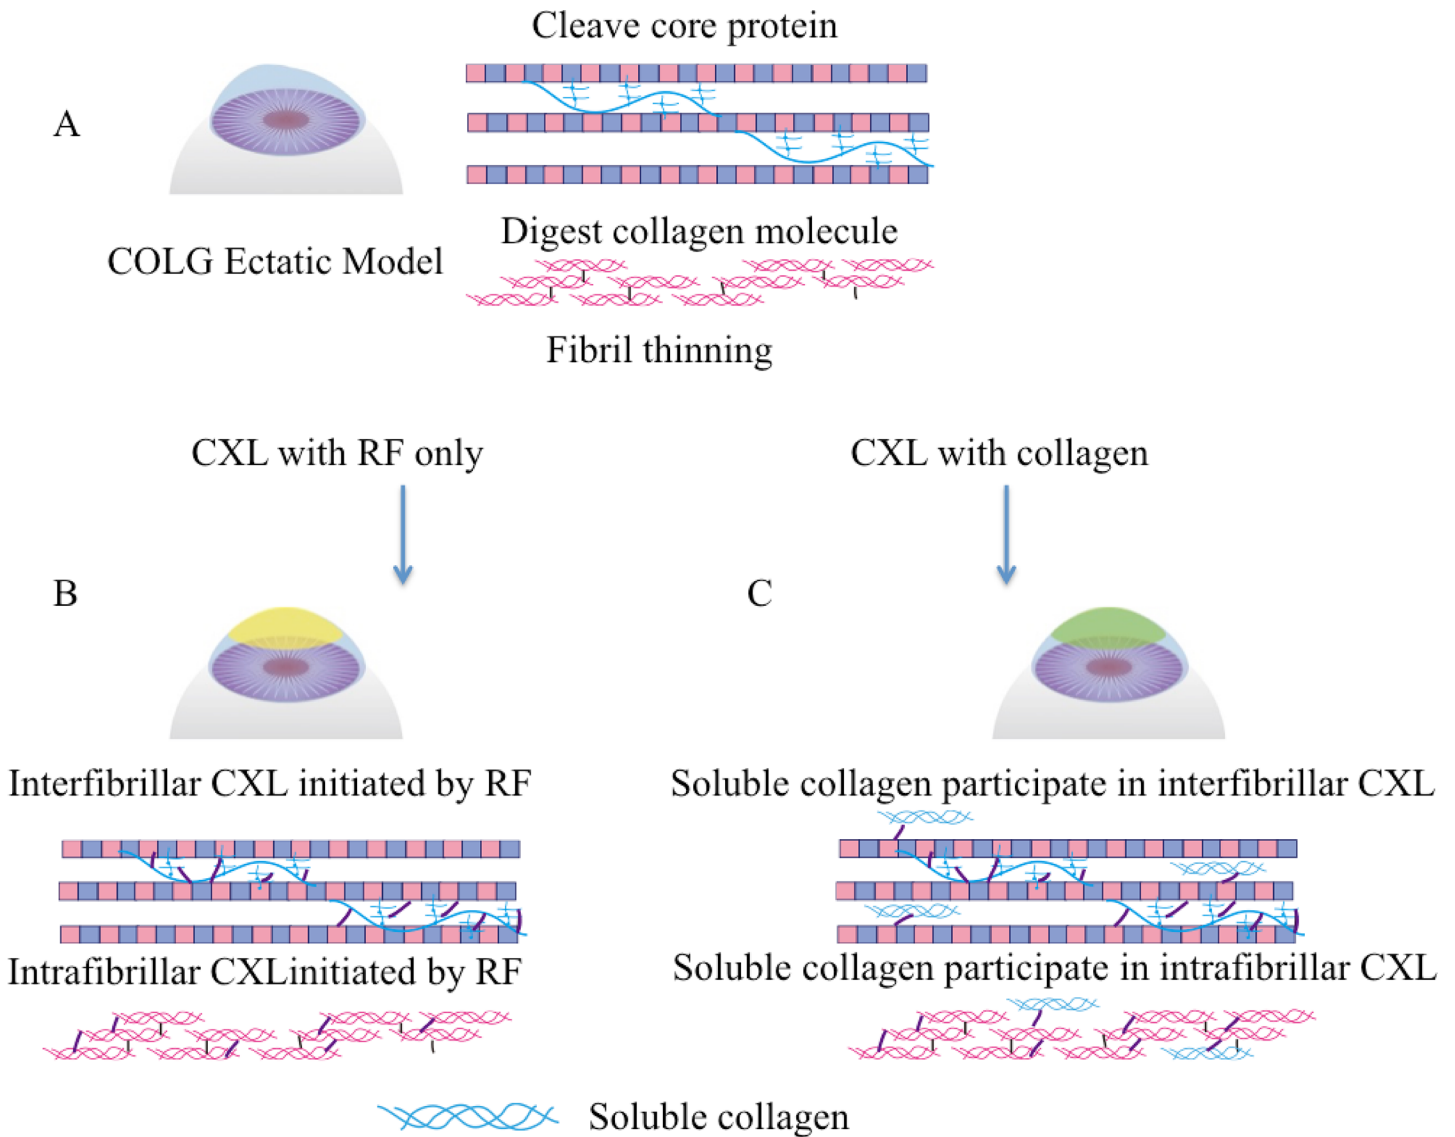 Cleave core protein
A
COLG Ectatic Model
Digest collagen molecule
Fibril thinning
CXL with RF only
CXL with collagen
B
C
Interfibrillar CXL initiated by RF
Soluble collagen participate in interfibrillar CXL
Intrafibrillar CXLinitiated by RF
Soluble collagen participate in intrafibrillar CXL
Soluble collagen